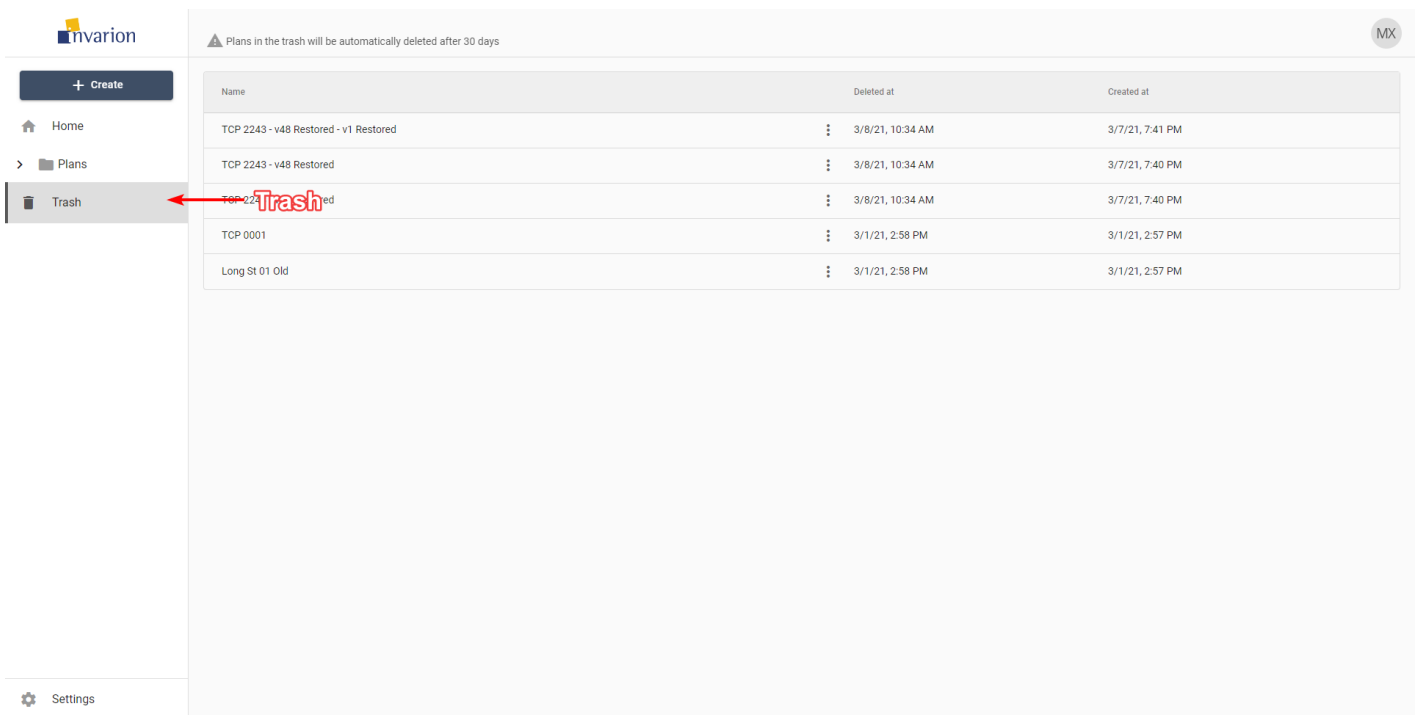 invarion
Plans in the trash will be automatically deleted after 30 days
MX
+ Create
Home
Plans
Trash
Settings
Name Deleted at Created at
TCP 2243 - v48 Restored - v1 Restored 3/8/21, 10:34 AM 3/7/21, 7:41 PM
TCP 2243 - v48 Restored 3/8/21, 10:34 AM 3/7/21, 7:40 PM
Trash
TCP 3/8/21, 10:34 AM 3/7/21, 7:40 PM
TCP 0001 3/1/21, 2:58 PM 3/1/21, 2:57 PM
Long St 01 Old 3/1/21, 2:58 PM 3/1/21, 2:57 PM